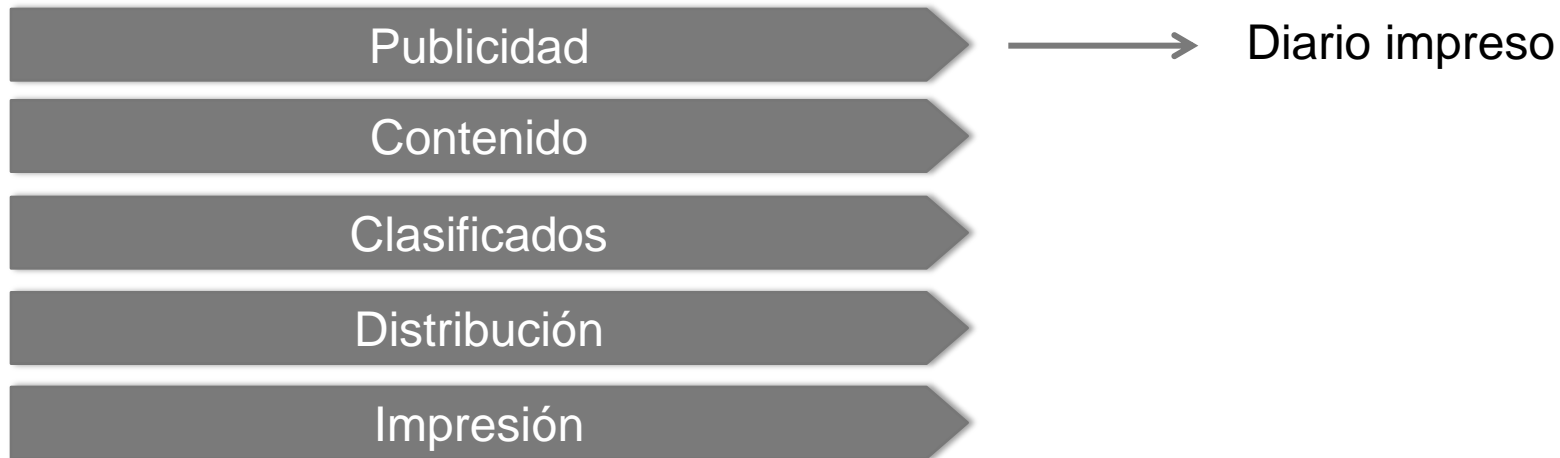 Publicidad
Diario impreso
Contenido
Clasificados
Distribución
Impresión